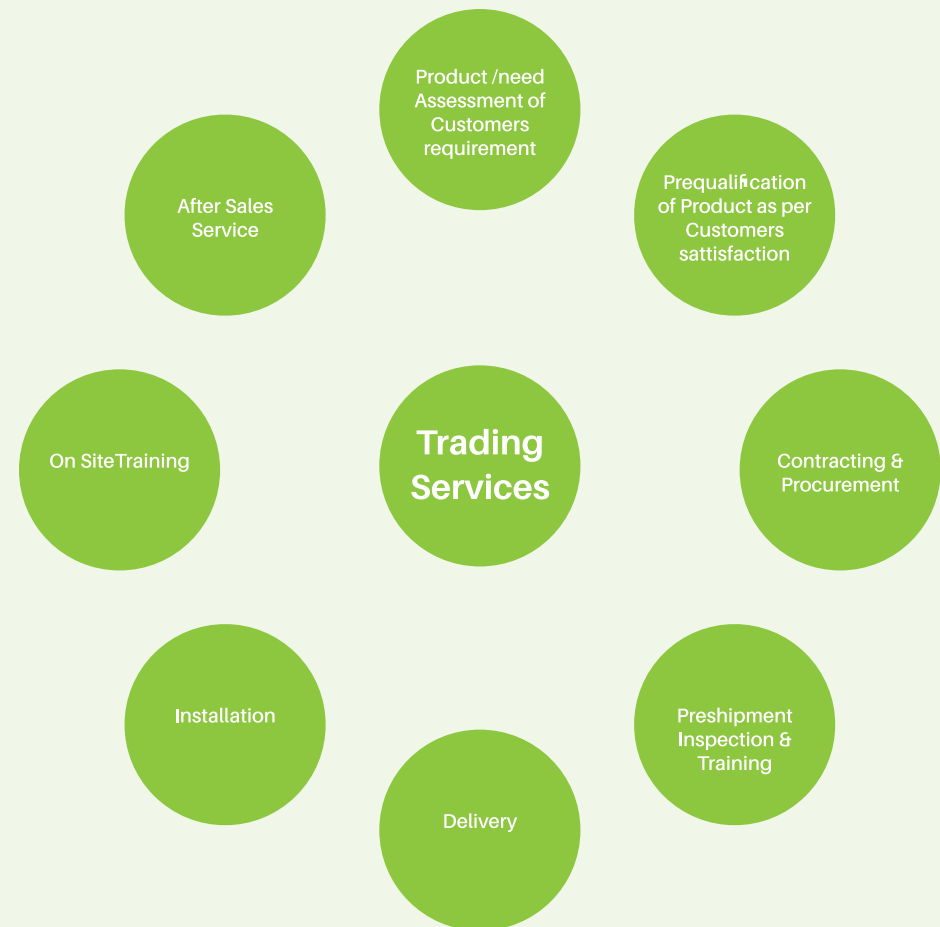 Product /need
Assessment of
Customers
requirement
Prequalification
of Product as per
Customers
sattisfaction
Contracting &
Procurement
Preshipment
Inspection &
Training
Delivery
Installation
On SiteTraining
After Sales
Service
Trading
Services